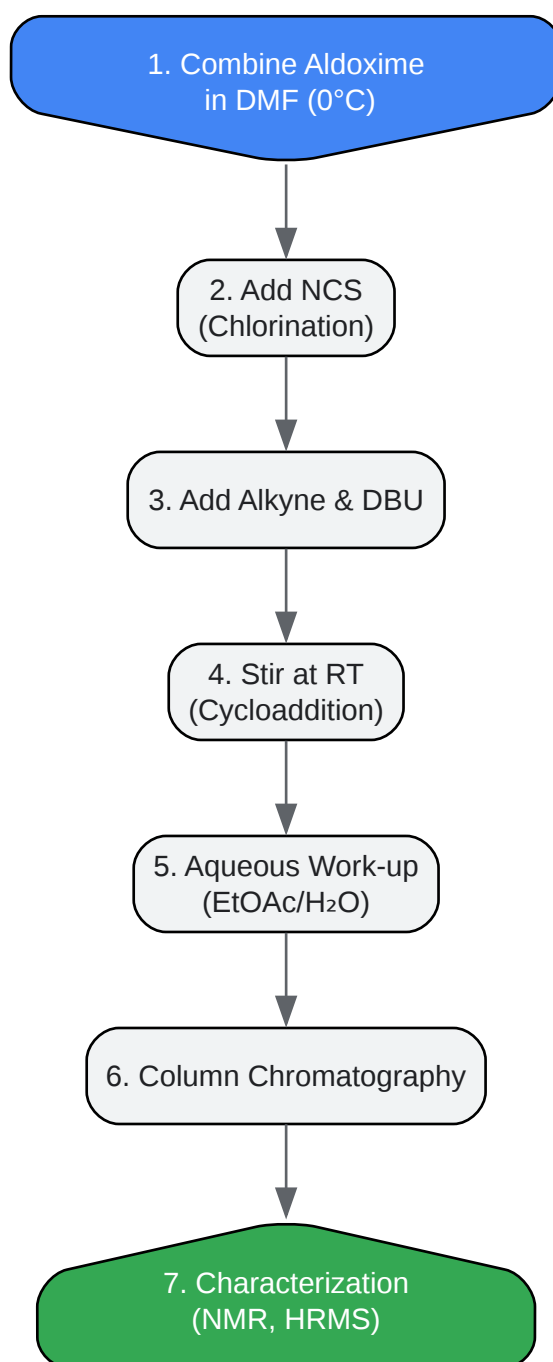 1. Combine Aldoxime
in DMF (0°C)
2. Add NCS
(Chlorination)
3. Add Alkyne & DBU
4. Stir at RT
(Cycloaddition)
5. Aqueous Work-up
(EtOAc/H₂O)
6. Column Chromatography
7. Characterization
(NMR, HRMS)